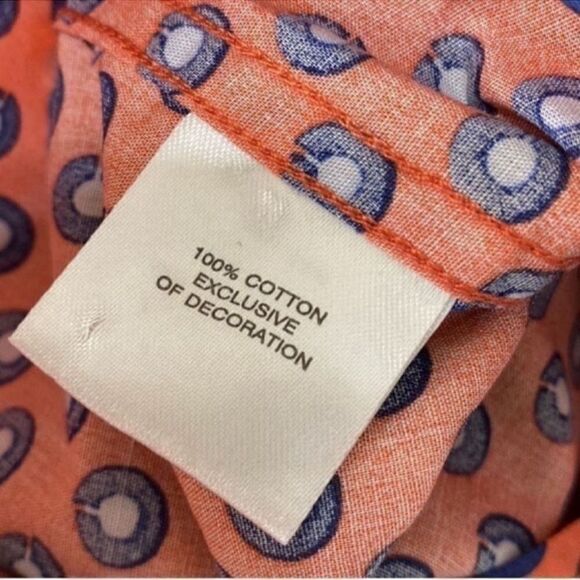 100% COTTON
EXCLUSIVE
OF DECORATION